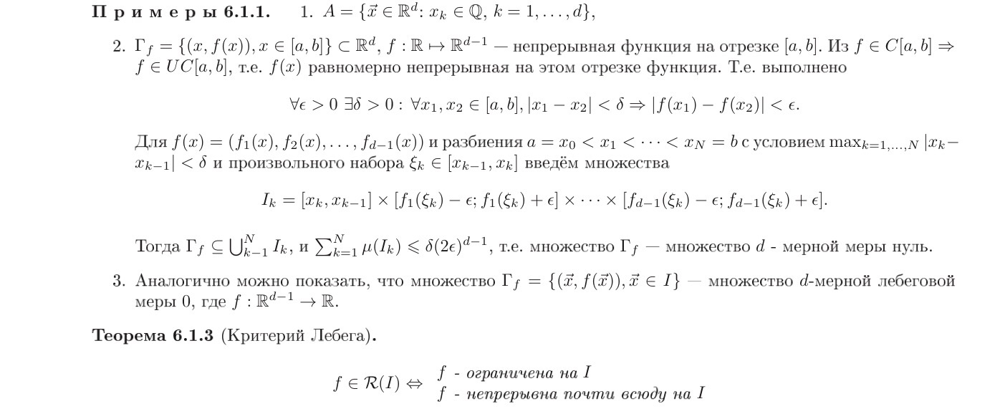 П р и м е р ы 6.1.1. 1. $A = \{\vec{x} \in \mathbb{R}^d \colon x_k \in \mathbb{Q},\, k = 1, \ldots, d\}$,
2. $\Gamma_f = \{(x, f(x)), x \in [a, b]\} \subset \mathbb{R}^d$, $f : \mathbb{R} \mapsto \mathbb{R}^{d-1}$ — непрерывная функция на отрезке $[a, b]$. Из $f \in C[a, b] \Rightarrow$
$f \in UC[a, b]$, т.е. $f(x)$ равномерно непрерывная на этом отрезке функция. Т.е. выполнено
$\forall \epsilon > 0 \; \exists \delta > 0 : \; \forall x_1, x_2 \in [a, b], |x_1 - x_2| < \delta \Rightarrow |f(x_1) - f(x_2)| < \epsilon.$
Для $f(x) = (f_1(x), f_2(x), \ldots, f_{d-1}(x))$ и разбиения $a = x_0 < x_1 < \cdots < x_N = b$ с условием $\max_{k=1,\ldots,N} |x_k -$
$x_{k-1}| < \delta$ и произвольного набора $\xi_k \in [x_{k-1}, x_k]$ введём множества
$I_k = [x_k, x_{k-1}] \times [f_1(\xi_k) - \epsilon; f_1(\xi_k) + \epsilon] \times \cdots \times [f_{d-1}(\xi_k) - \epsilon; f_{d-1}(\xi_k) + \epsilon].$
Тогда $\Gamma_f \subseteq \bigcup_{k-1}^{N} I_k$, и $\sum_{k=1}^{N} \mu(I_k) \leqslant \delta(2\epsilon)^{d-1}$, т.е. множество $\Gamma_f$ — множество $d$ - мерной меры нуль.
3. Аналогично можно показать, что множество $\Gamma_f = \{(\vec{x}, f(\vec{x})), \vec{x} \in I\}$ — множество $d$-мерной лебеговой
меры 0, где $f : \mathbb{R}^{d-1} \to \mathbb{R}$.
Теорема 6.1.3 (Критерий Лебега).
$f \in \mathcal{R}(I) \Leftrightarrow$
$f$ - ограничена на $I$
$f$ - непрерывна почти всюду на $I$